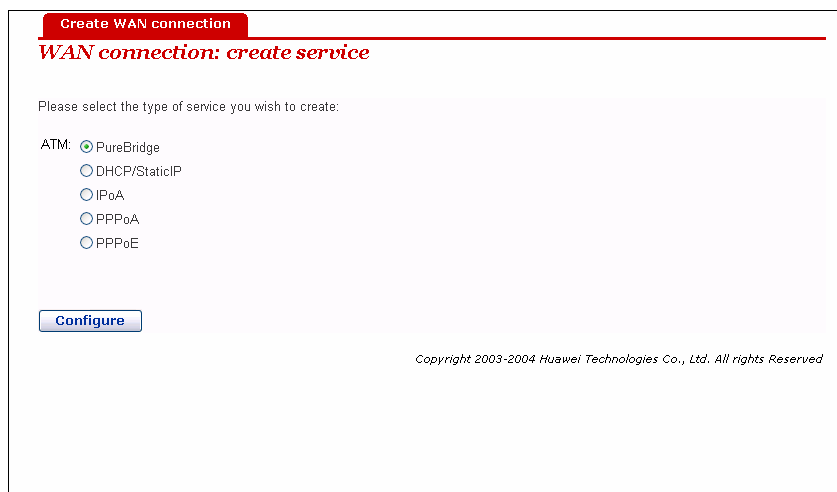 Create WAN connection
WAN connection: create service
Please select the type of service you wish to create:
ATM: PureBridge
DHCP/StaticIP
IPoA
PPPoA
PPPoE
Configure
Copyright 2003-2004 Huawei Technologies Co., Ltd. All rights Reserved